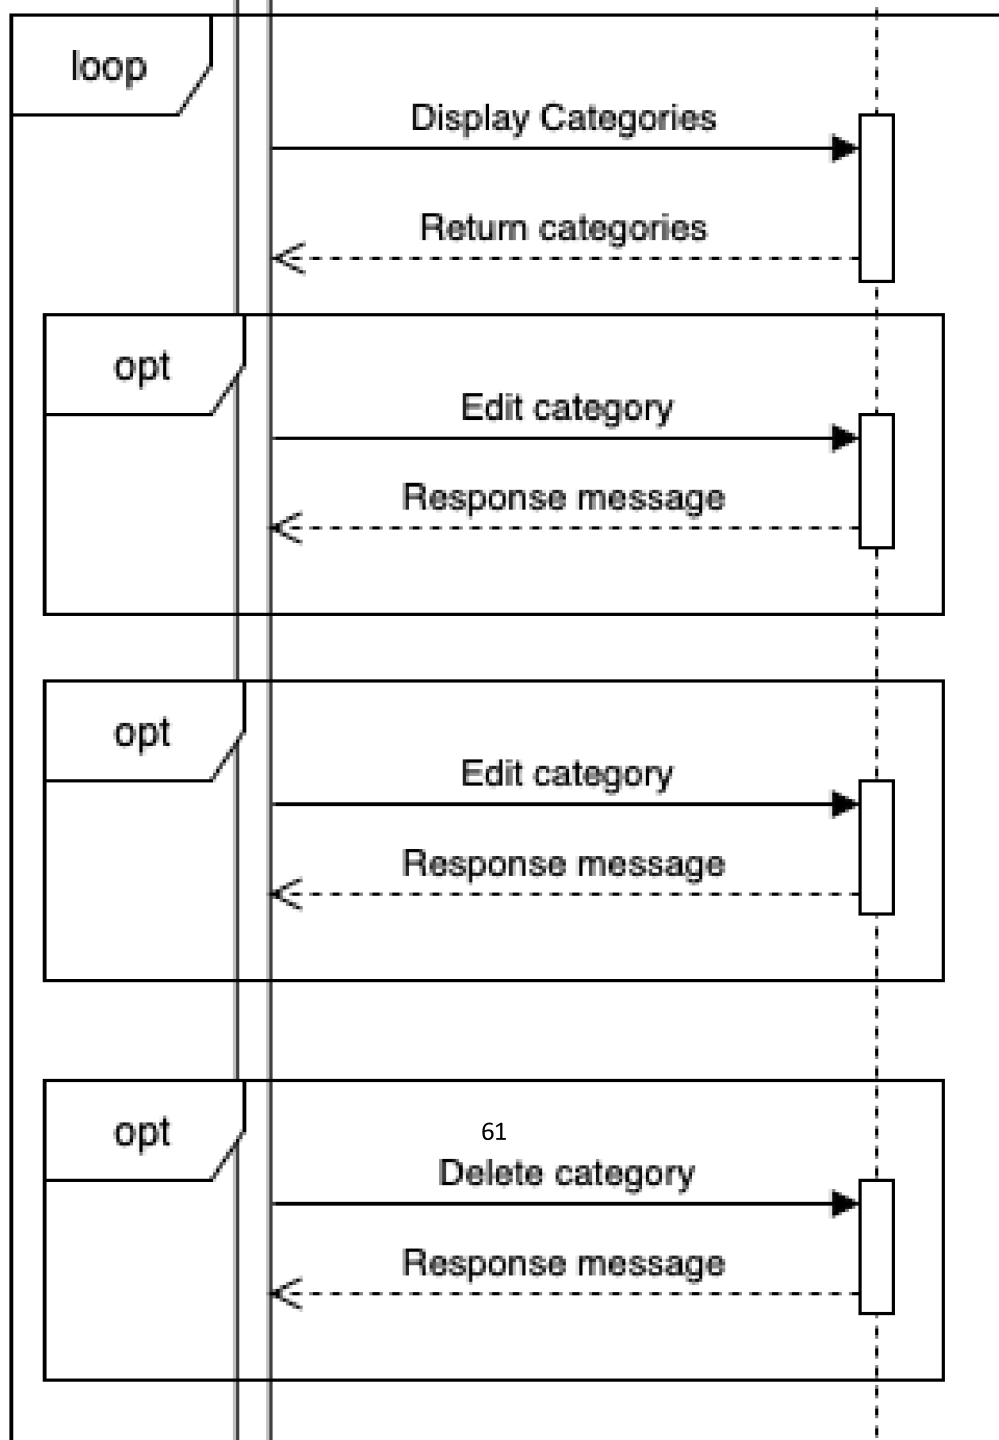 loop
Display Categories
Return categories
opt
Edit category
Response message
opt
Edit category
Response message
opt
61
Delete category
Response message